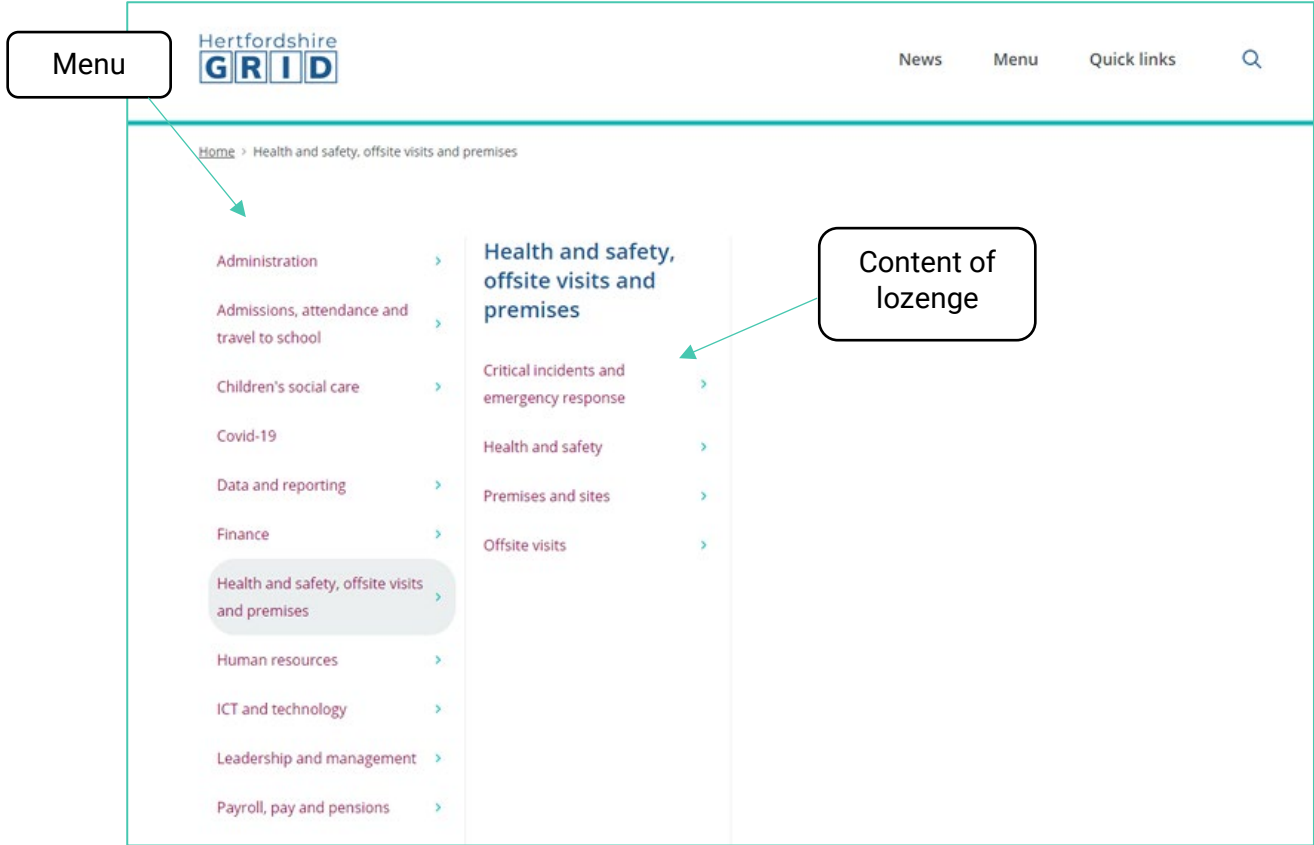 Menu
Hertfordshire
GRID
News
Menu
Quick links
Home > Health and safety, offsite visits and premises
Administration
Admissions, attendance and
travel to school
Children's social care
Covid-19
Data and reporting
Finance
Health and safety, offsite visits
and premises
Human resources
ICT and technology
Leadership and management
Payroll, pay and pensions
Health and safety,
offsite visits and
premises
Critical incidents and
emergency response
Health and safety
Premises and sites
Offsite visits
Content of
lozenge